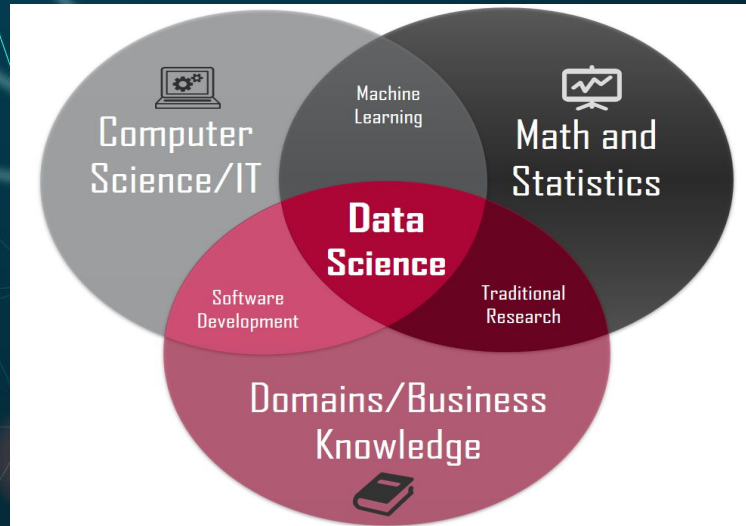 Machine
Learning
Computer
Science/IT
Math and
Statistics
Data
Science
Software
Development
Traditional
Research
Domains/Business
Knowledge